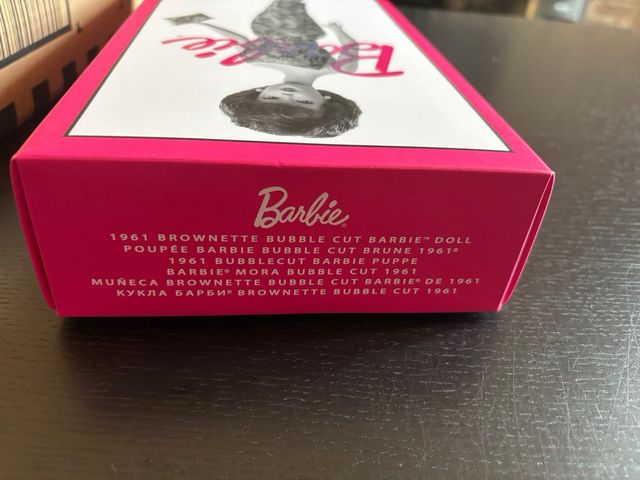 Barbie
Barbie®
1961 BROWNETTE BUBBLE CUT BARBIE™ DOLL
POUPÉE BARBIE BUBBLE CUT BRUNE 1961®
1961 BUBBLECUT BARBIE PUPPE
BARBIE® MORA BUBBLE CUT 1961
MUÑECA BROWNETTE BUBBLE CUT BARBIE® DE 1961
КУКЛА БАРБИ® BROWNETTE BUBBLE CUT 1961